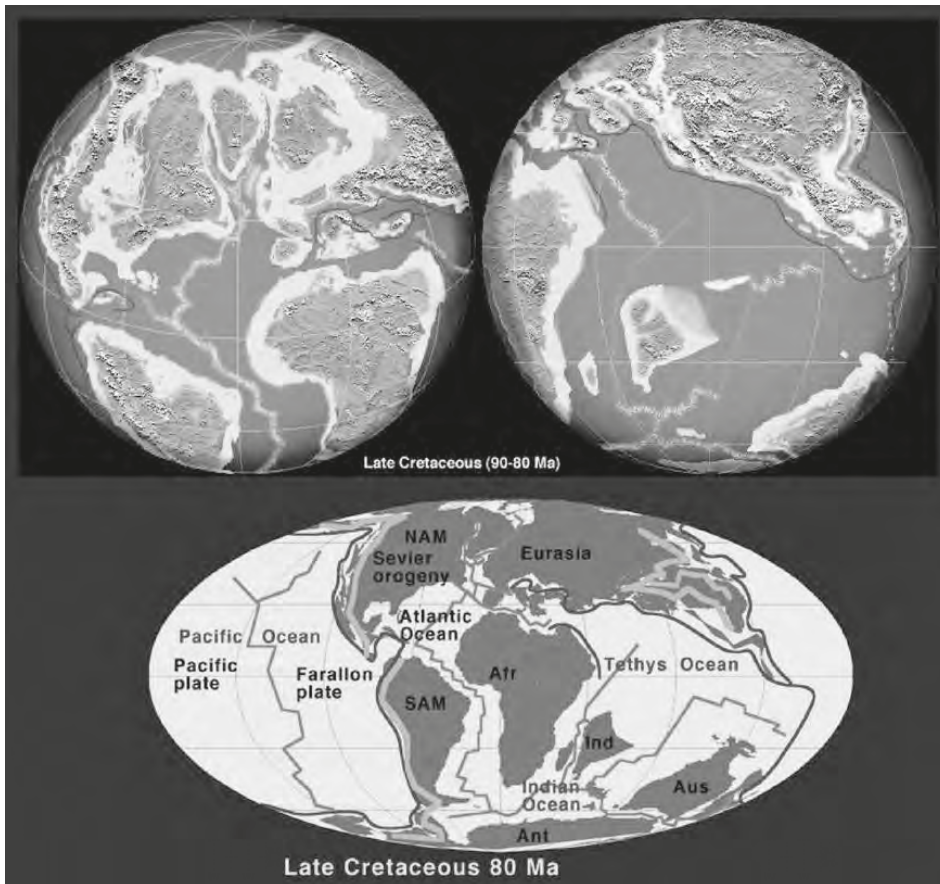 Late Cretaceous (90-80 Ma)
NAM
Sevier
orogeny
Eurasia
Atlantic
Ocean
Pacific Ocean
Pacific
plate
Farallon
plate
Afr
Tethys Ocean
SAM
Ind
Indian
Ocean
Aus
Ant
Late Cretaceous 80 Ma